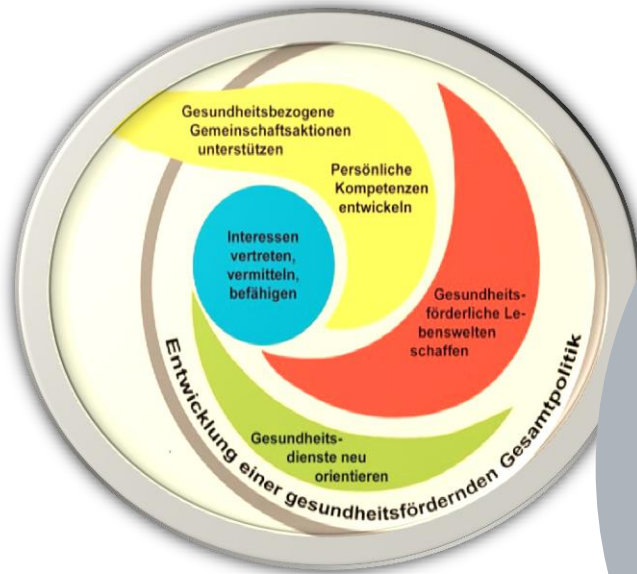 Gesundheitsbezogene
Gemeinschaftsaktionen
unterstützen
Persönliche
Kompetenzen
entwickeln
Interessen
vertreten,
vermitteln,
befähigen
Gesundheits-
förderliche Le-
benswelten
schaffen
Gesundheits-
dienste neu
orientieren
Entwicklung einer gesundheitsfördernden Gesamtpolitik